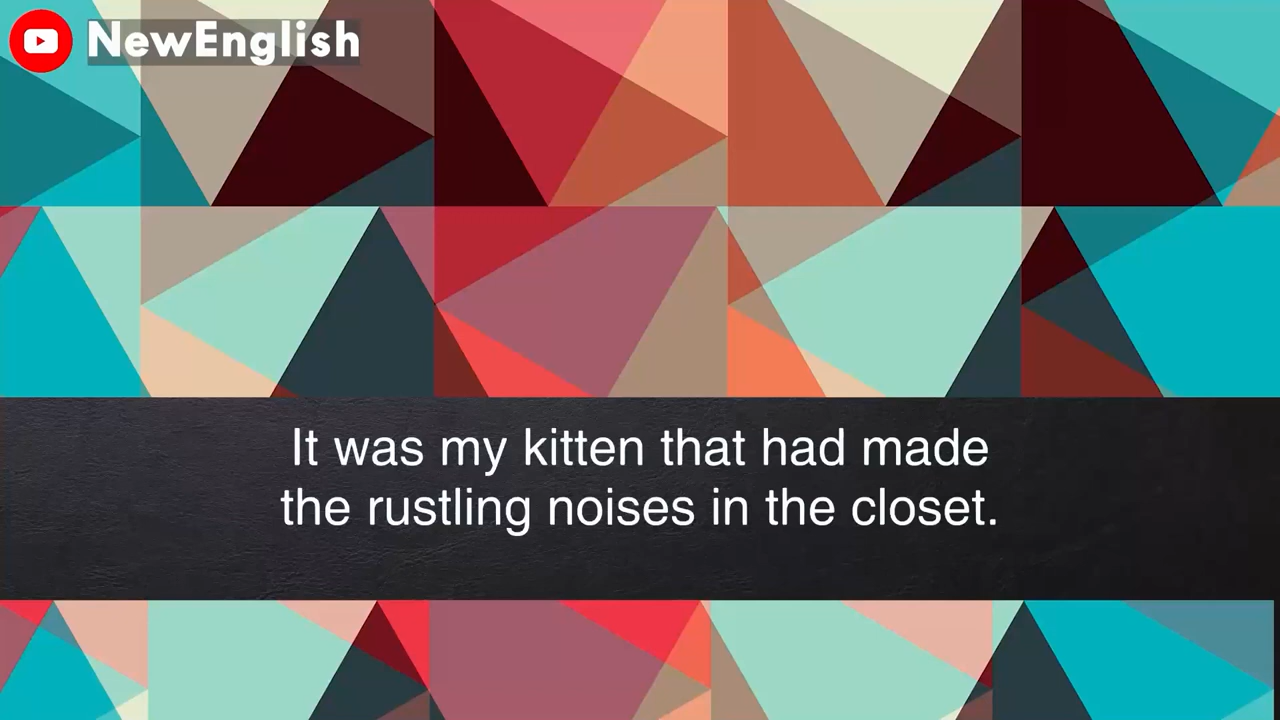 NewEnglish
It was my kitten that had made
the rustling noises in the closet.